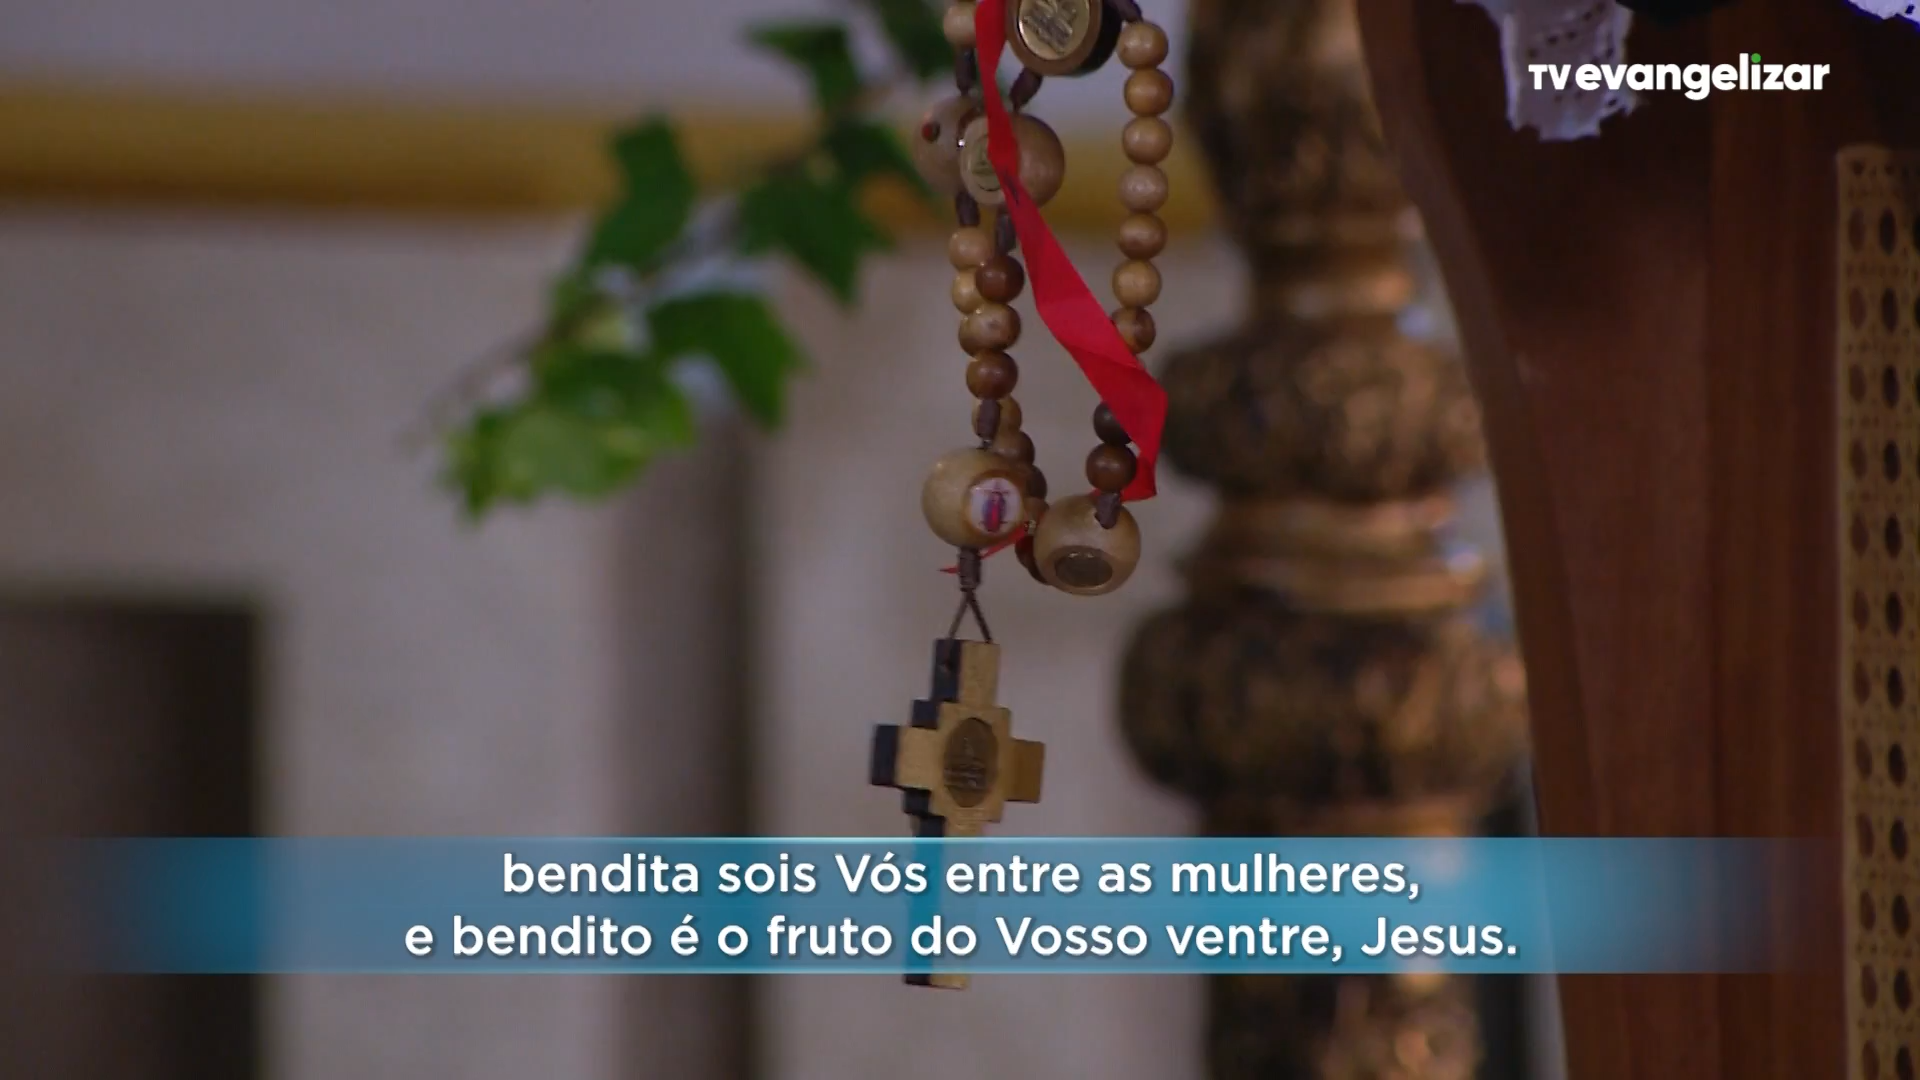 TVevangelizar
bendita sois Vós entre as mulheres,
e bendito é o fruto do Vosso ventre, Jesus.